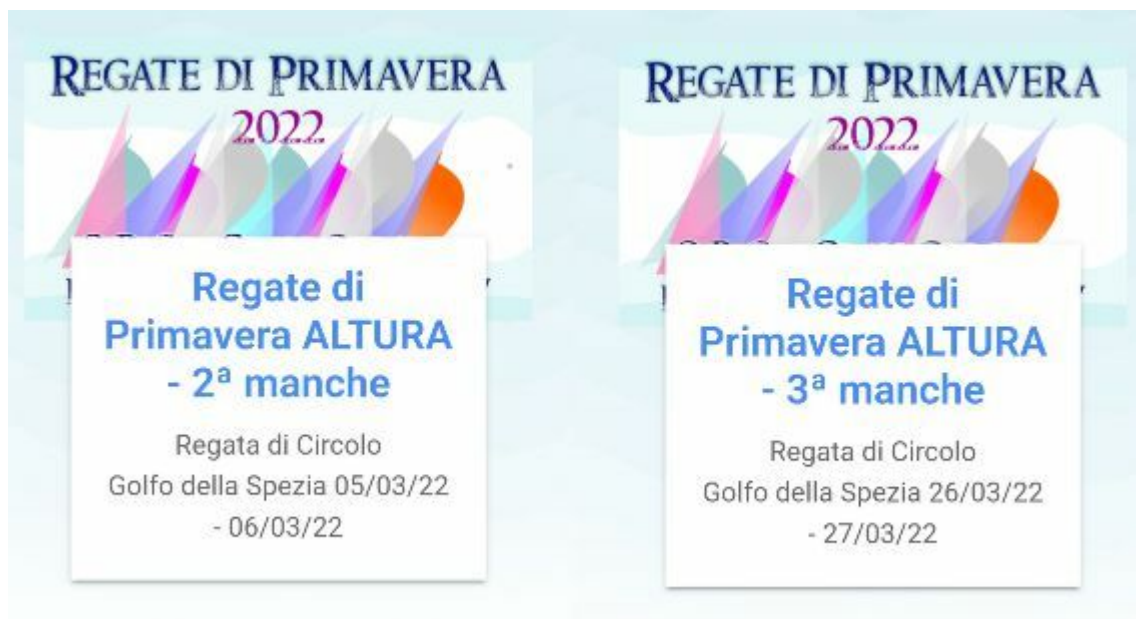 REGATE DI PRIMAVERA
2022
Regate di
Primavera ALTURA
- 2ª manche
Regata di Circolo
Golfo della Spezia 05/03/22
- 06/03/22
REGATE DI PRIMAVERA
2022
Regate di
Primavera ALTURA
- 3ª manche
Regata di Circolo
Golfo della Spezia 26/03/22
- 27/03/22